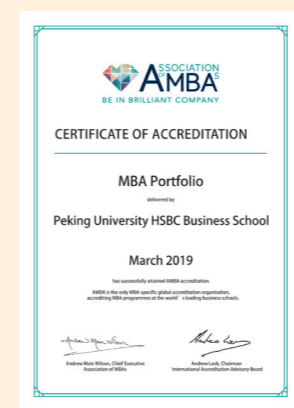 ASSOCIATION
OF
AMBAS
BE IN BRILLIANT COMPANY
CERTIFICATE OF ACCREDITATION
MBA Portfolio
delivered by
Peking University HSBC Business School
March 2019
has successfully attained AMBA accreditation.
AMBA is the only MBA-specific global accreditation organisation,
accrediting MBA programmes at the world’s leading business schools.
Andrew Main Wilson, Chief Executive
Association of MBAs
Andrew Lock, Chairman
International Accreditation Advisory Board